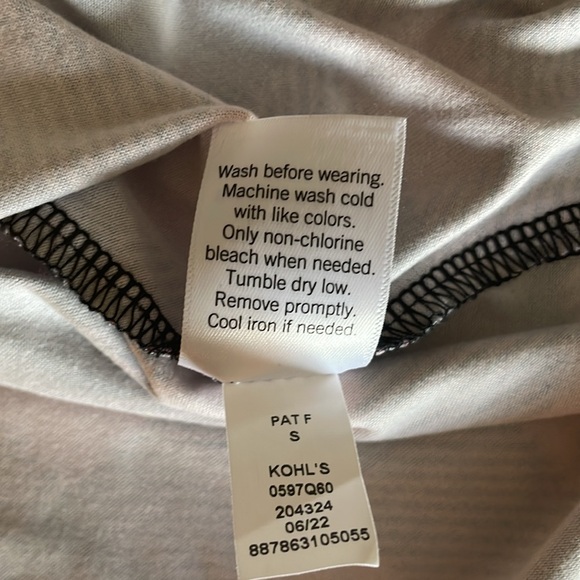 Wash before wearing.
Machine wash cold
with like colors.
Only non-chlorine
bleach when needed.
Tumble dry low.
Remove promptly.
Cool iron if needed.
PAT F
S
KOHL'S
0597Q60
204324
06/22
887863105055